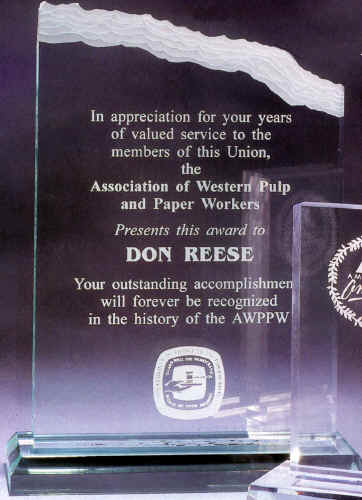 In appreciation for your years
of valued service to the
members of this Union,
the
Association of Western Pulp
and Paper Workers
Presents this award to
DON REESE
Your outstanding accomplishmen
will forever be recognized
in the history of the AWPPW